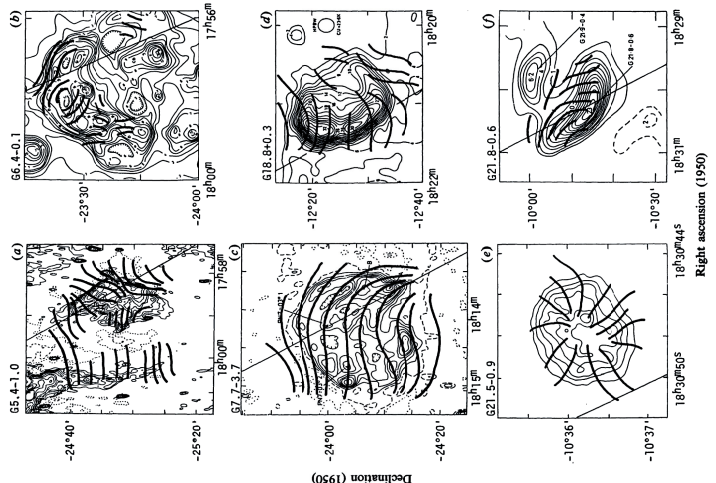 (a)
G5.4−1.0
−24°40′
−25°20′
18ʰ00ᵐ
17ʰ58ᵐ
(b)
G6.4−0.1
−23°30′
−24°00′
18ʰ00ᵐ
17ʰ56ᵐ
(c)
G7.7−3.7
−24°00′
−24°20′
18ʰ15ᵐ
18ʰ14ᵐ
(d)
G18.8+0.3
HPBW
−12°20′
−12°40′
18ʰ22ᵐ
18ʰ20ᵐ
(e)
G21.5−0.9
−10°36′
−10°37′
18ʰ30ᵐ50ˢ
18ʰ30ᵐ44ˢ
(f)
G21.8−0.6
G21.9−0.4
G21.8−0.6
−10°00′
−10°30′
18ʰ31ᵐ
18ʰ29ᵐ
Declination (1950)
Right ascension (1950)